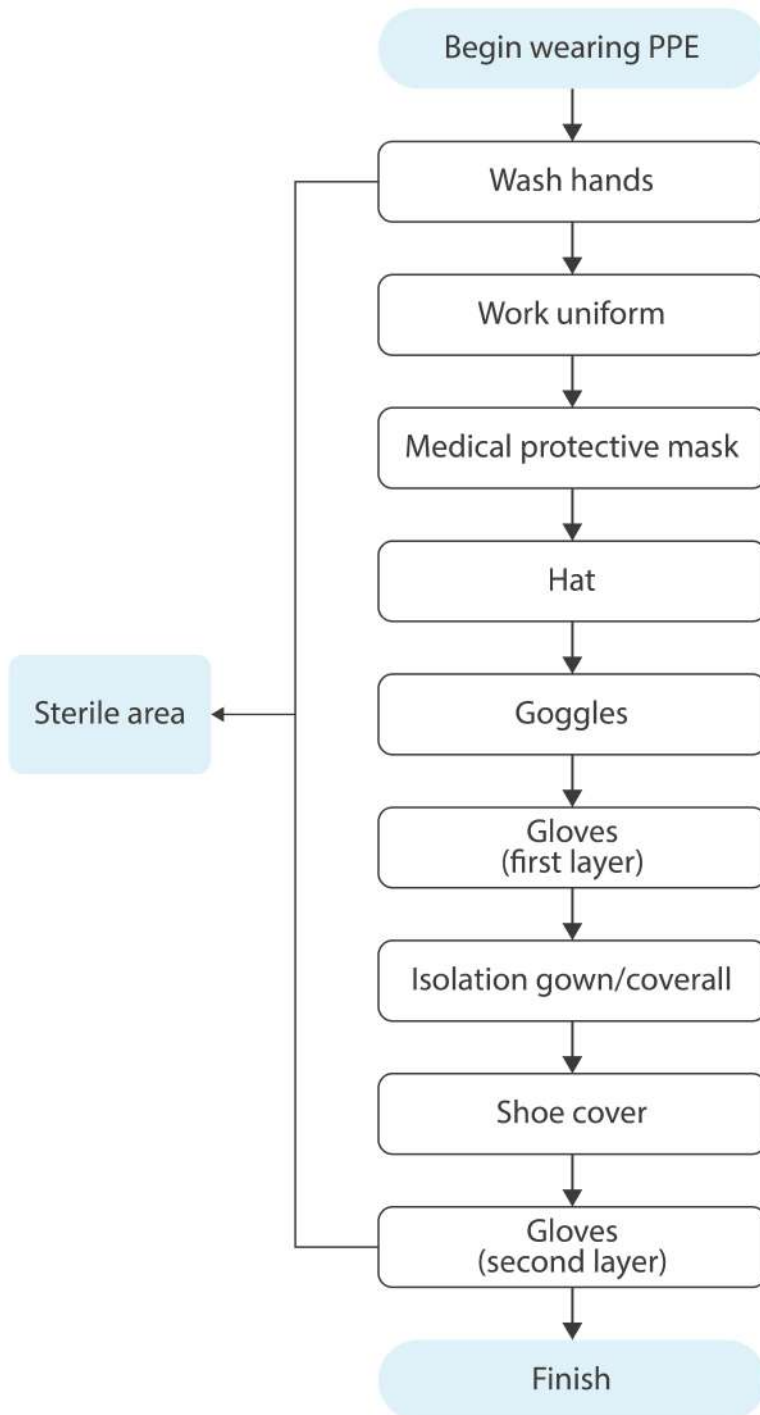 Begin wearing PPE
Wash hands
Work uniform
Medical protective mask
Hat
Sterile area
Goggles
Gloves
(first layer)
Isolation gown/coverall
Shoe cover
Gloves
(second layer)
Finish